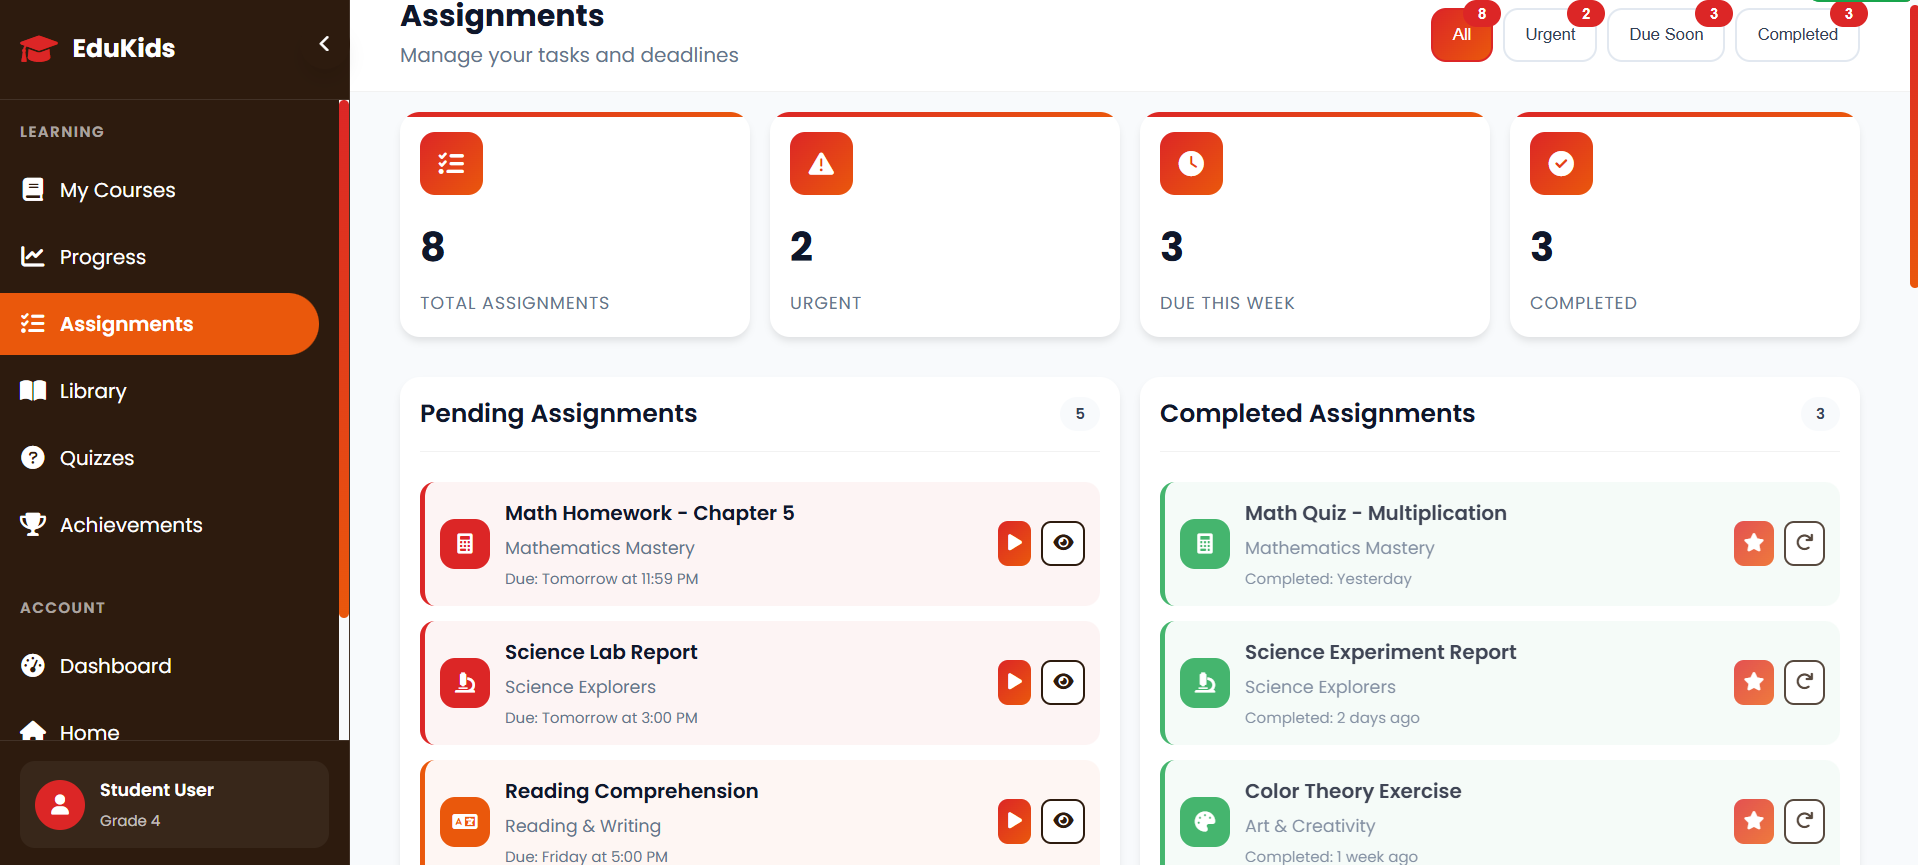 EduKids
LEARNING
My Courses
Progress
Assignments
Library
Quizzes
Achievements
ACCOUNT
Dashboard
Home
Student User
Grade 4
Assignments
Manage your tasks and deadlines
All 8
Urgent 2
Due Soon 3
Completed 3
8
TOTAL ASSIGNMENTS
2
URGENT
3
DUE THIS WEEK
3
COMPLETED
Pending Assignments 5
Math Homework - Chapter 5
Mathematics Mastery
Due: Tomorrow at 11:59 PM
Science Lab Report
Science Explorers
Due: Tomorrow at 3:00 PM
Reading Comprehension
Reading & Writing
Due: Friday at 5:00 PM
Completed Assignments 3
Math Quiz - Multiplication
Mathematics Mastery
Completed: Yesterday
Science Experiment Report
Science Explorers
Completed: 2 days ago
Color Theory Exercise
Art & Creativity
Completed: 1 week ago